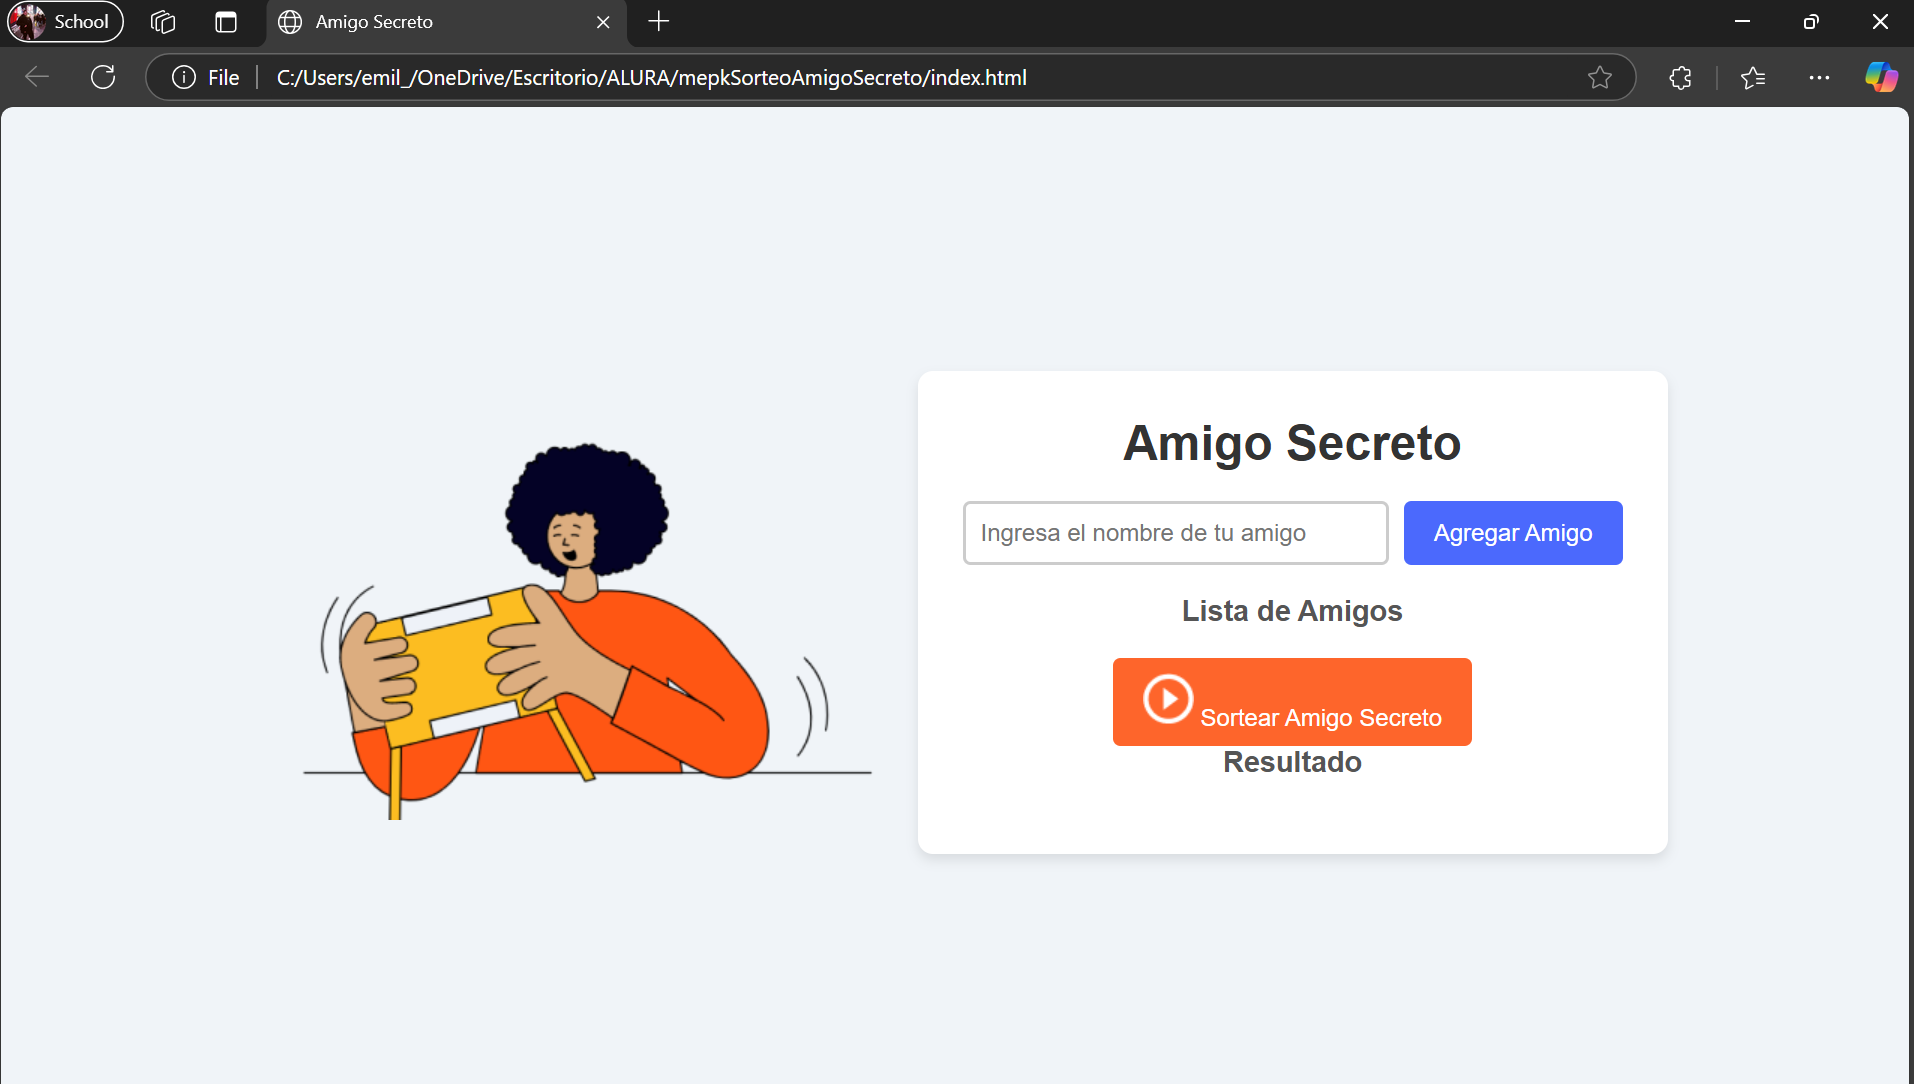 School
Amigo Secreto
File
C:/Users/emil_/OneDrive/Escritorio/ALURA/mepkSorteoAmigoSecreto/index.html
Amigo Secreto
Ingresa el nombre de tu amigo
Agregar Amigo
Lista de Amigos
Sortear Amigo Secreto
Resultado